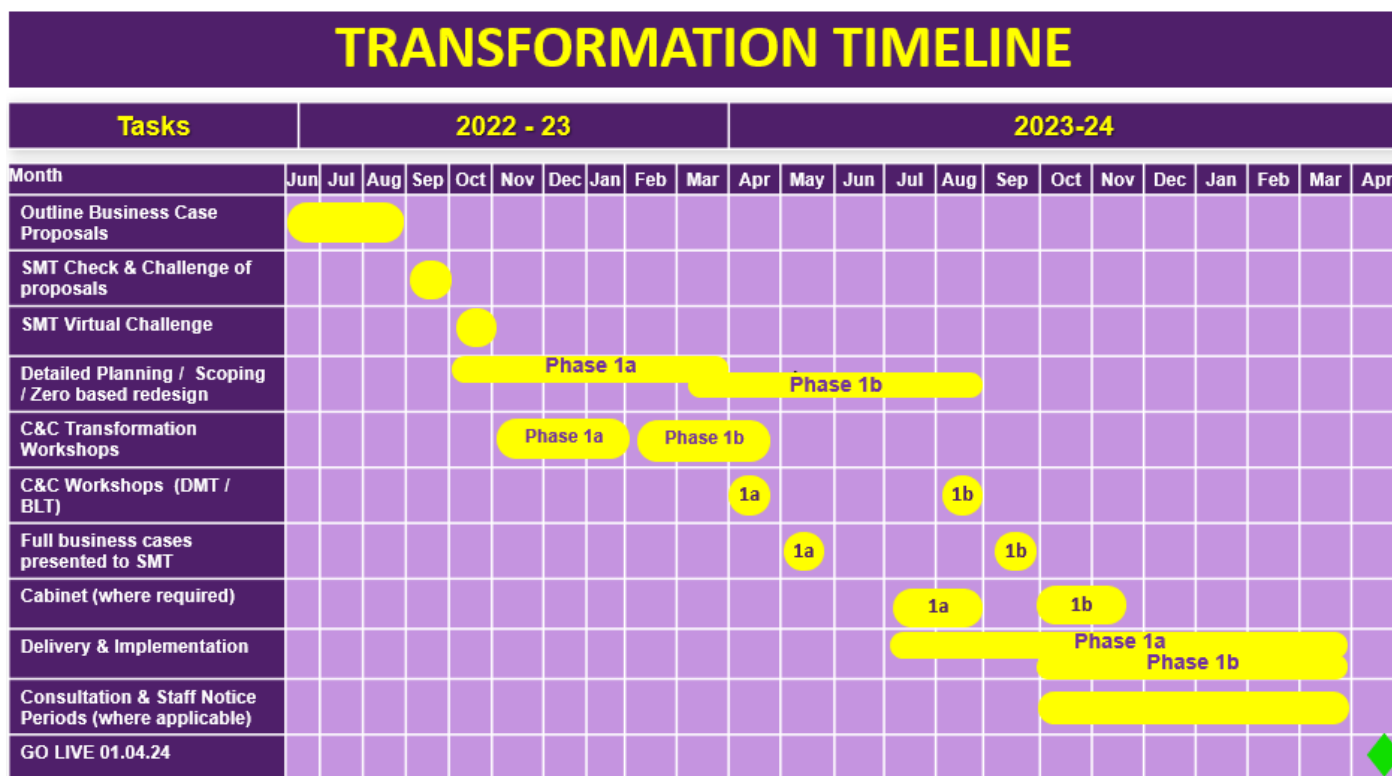 TRANSFORMATION TIMELINE
Tasks 2022 - 23 2023-24
Month Jun Jul Aug Sep Oct Nov Dec Jan Feb Mar Apr May Jun Jul Aug Sep Oct Nov Dec Jan Feb Mar Apr
Outline Business Case
Proposals
SMT Check & Challenge of
proposals
SMT Virtual Challenge
Detailed Planning / Scoping
/ Zero based redesign
Phase 1a
Phase 1b
C&C Transformation
Workshops
Phase 1a Phase 1b
C&C Workshops (DMT /
BLT)
1a 1b
Full business cases
presented to SMT
1a 1b
Cabinet (where required)
1a 1b
Delivery & Implementation
Phase 1a
Phase 1b
Consultation & Staff Notice
Periods (where applicable)
GO LIVE 01.04.24